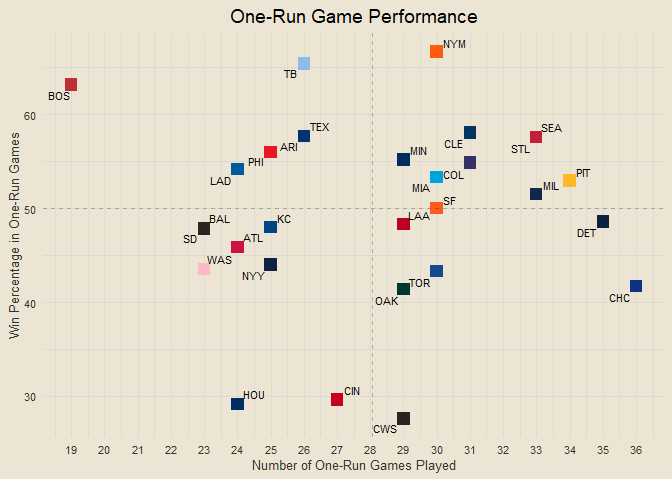 One-Run Game Performance
NYM
TB
BOS
60
TEX
SEA
CLE
STL
ARI
MIN
PHI
COL
PIT
LAD
MIA
MIL
50
SF
BAL
KC
LAA
SD
ATL
DET
WAS
NYY
TOR
OAK
CHC
40
HOU
CIN
30
CWS
19 20 21 22 23 24 25 26 27 28 29 30 31 32 33 34 35 36
Number of One-Run Games Played
Win Percentage in One-Run Games